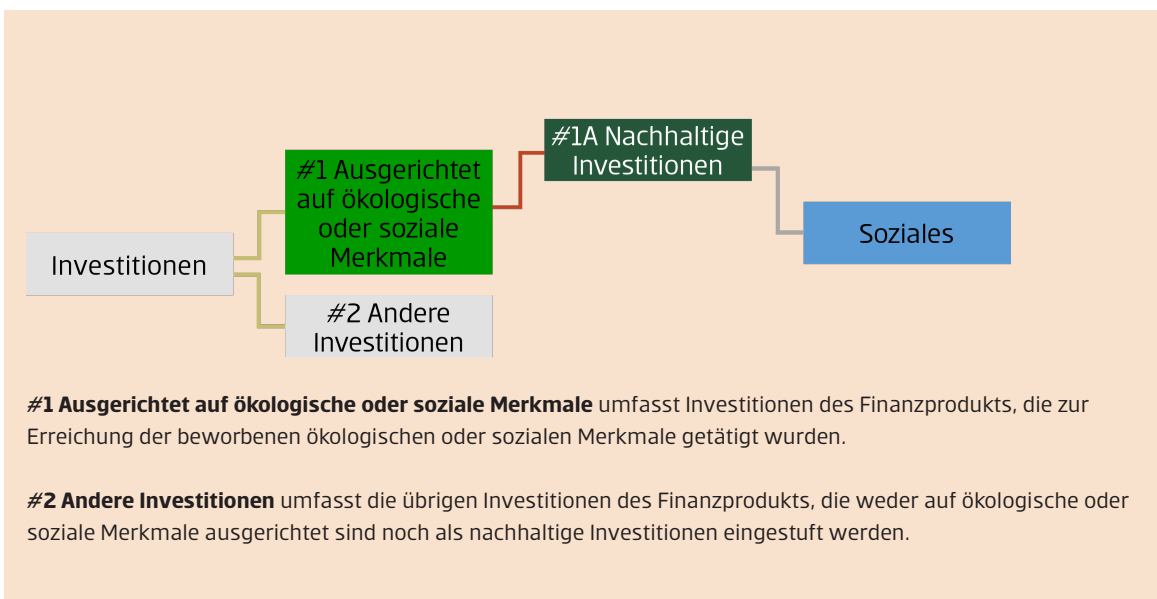 #1A Nachhaltige
Investitionen
#1 Ausgerichtet
auf ökologische
oder soziale
Merkmale
Soziales
Investitionen
#2 Andere
Investitionen
#1 Ausgerichtet auf ökologische oder soziale Merkmale umfasst Investitionen des Finanzprodukts, die zur
Erreichung der beworbenen ökologischen oder sozialen Merkmale getätigt wurden.
#2 Andere Investitionen umfasst die übrigen Investitionen des Finanzprodukts, die weder auf ökologische oder
soziale Merkmale ausgerichtet sind noch als nachhaltige Investitionen eingestuft werden.